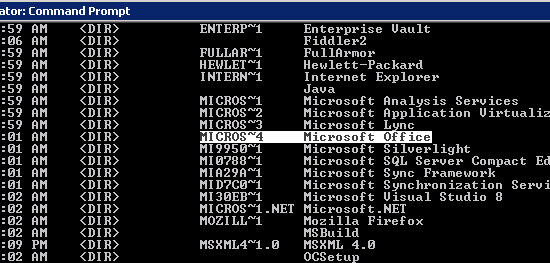 ator: Command Prompt
:59 AM <DIR> ENTERP~1 Enterprise Vault
:06 AM <DIR> Fiddler2
:59 AM <DIR> FULLAR~1 FullArmor
:59 AM <DIR> HEWLET~1 Hewlett-Packard
:59 AM <DIR> INTERN~1 Internet Explorer
:01 AM <DIR> Java
:59 AM <DIR> MICROS~1 Microsoft Analysis Services
:59 AM <DIR> MICROS~2 Microsoft Application Virtualiz
:59 AM <DIR> MICROS~3 Microsoft Lync
:01 AM <DIR> MICROS~4 Microsoft Office
:01 AM <DIR> MI9950~1 Microsoft Silverlight
:01 AM <DIR> MI0788~1 Microsoft SQL Server Compact Ed
:01 AM <DIR> MIA29A~1 Microsoft Sync Framework
:01 AM <DIR> MID7C0~1 Microsoft Synchronization Servic
:02 AM <DIR> MI30EB~1 Microsoft Visual Studio 8
:02 AM <DIR> MICROS~1.NET Microsoft.NET
:02 AM <DIR> MOZILL~1 Mozilla Firefox
:02 AM <DIR> MSBuild
:09 PM <DIR> MSXML4~1.0 MSXML 4.0
:02 AM <DIR> OCSetup